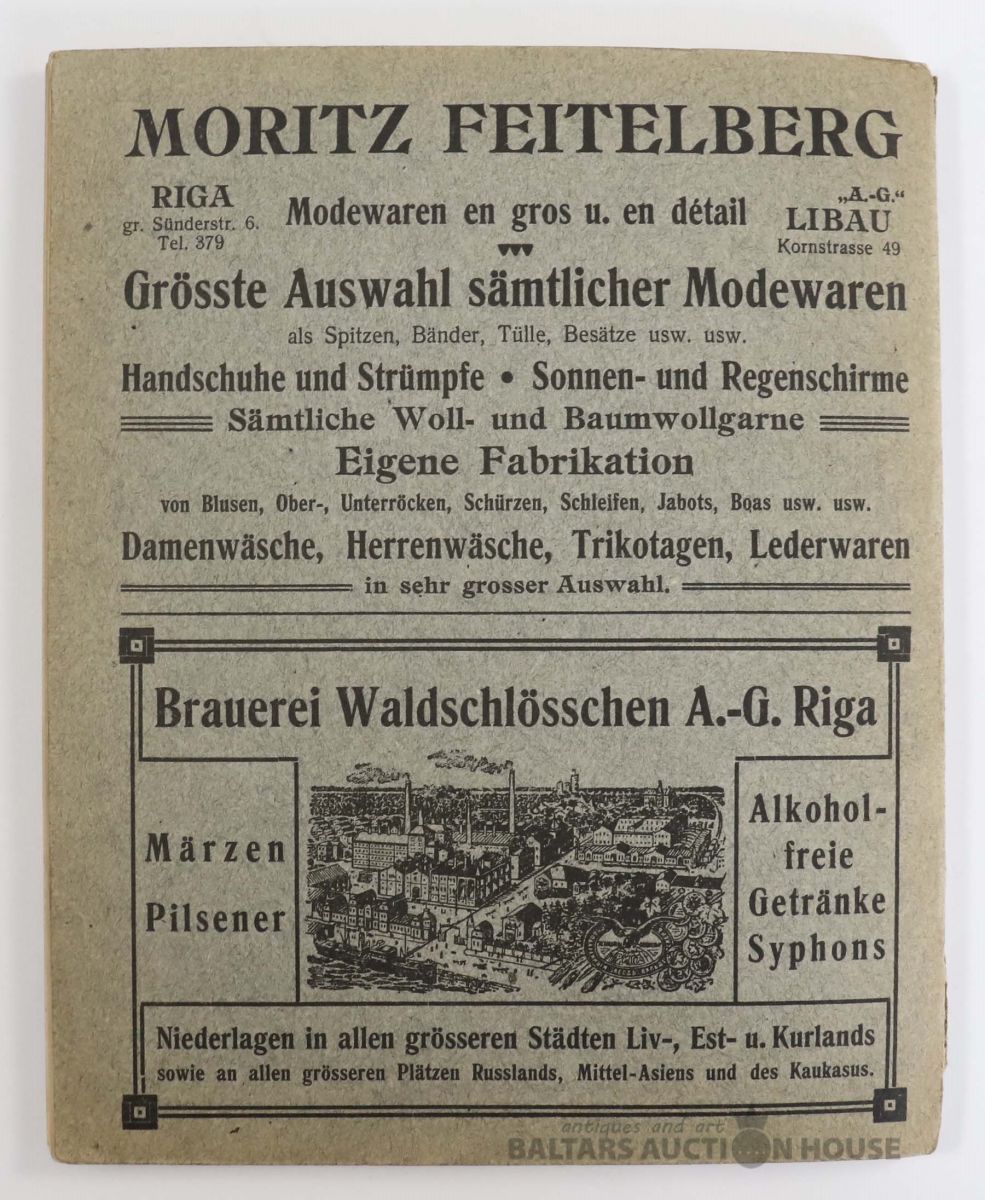 MORITZ FEITELBERG
RIGA
gr. Sünderstr. 6.
Tel. 379
Modewaren en gros u. en détail
„A.-G.“
LIBAU
Kornstrasse 49
Grösste Auswahl sämtlicher Modewaren
als Spitzen, Bänder, Tülle, Besätze usw. usw.
Handschuhe und Strümpfe • Sonnen- und Regenschirme
Sämtliche Woll- und Baumwollgarne
Eigene Fabrikation
von Blusen, Ober-, Unterröcken, Schürzen, Schleifen, Jabots, Boas usw. usw.
Damenwäsche, Herrenwäsche, Trikotagen, Lederwaren
in sehr grosser Auswahl.
Brauerei Waldschlösschen A.-G. Riga
Märzen
Pilsener
Alkohol-
freie
Getränke
Syphons
Niederlagen in allen grösseren Städten Liv-, Est- u. Kurlands
sowie an allen grösseren Plätzen Russlands, Mittel-Asiens und des Kaukasus.
antiques and art
BALTARS AUCTION HOUSE